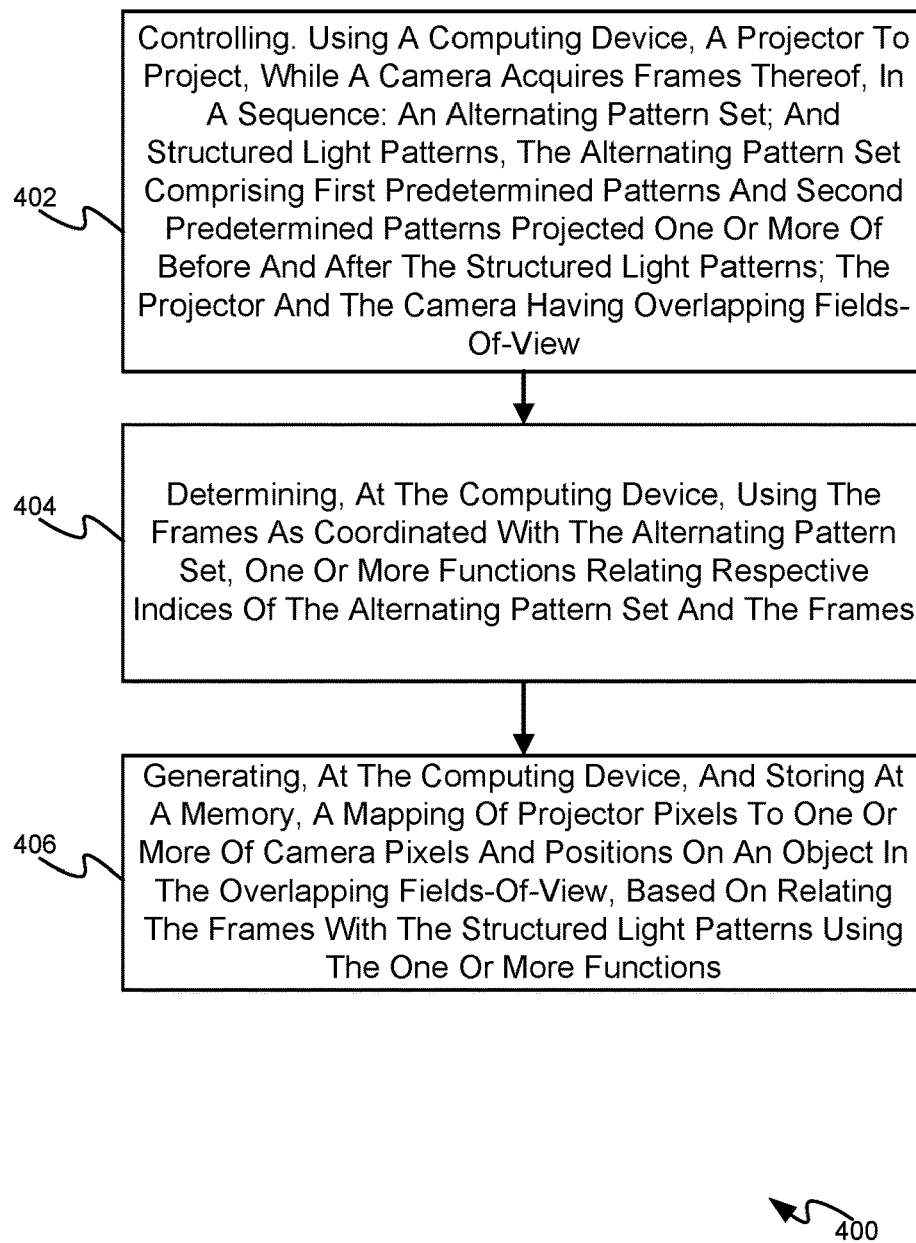 Controlling. Using A Computing Device, A Projector To
Project, While A Camera Acquires Frames Thereof, In
A Sequence: An Alternating Pattern Set; And
Structured Light Patterns, The Alternating Pattern Set
Comprising First Predetermined Patterns And Second
Predetermined Patterns Projected One Or More Of
Before And After The Structured Light Patterns; The
Projector And The Camera Having Overlapping Fields-
Of-View
402
Determining, At The Computing Device, Using The
Frames As Coordinated With The Alternating Pattern
Set, One Or More Functions Relating Respective
Indices Of The Alternating Pattern Set And The Frames
404
Generating, At The Computing Device, And Storing At
A Memory, A Mapping Of Projector Pixels To One Or
More Of Camera Pixels And Positions On An Object In
The Overlapping Fields-Of-View, Based On Relating
The Frames With The Structured Light Patterns Using
The One Or More Functions
406
400